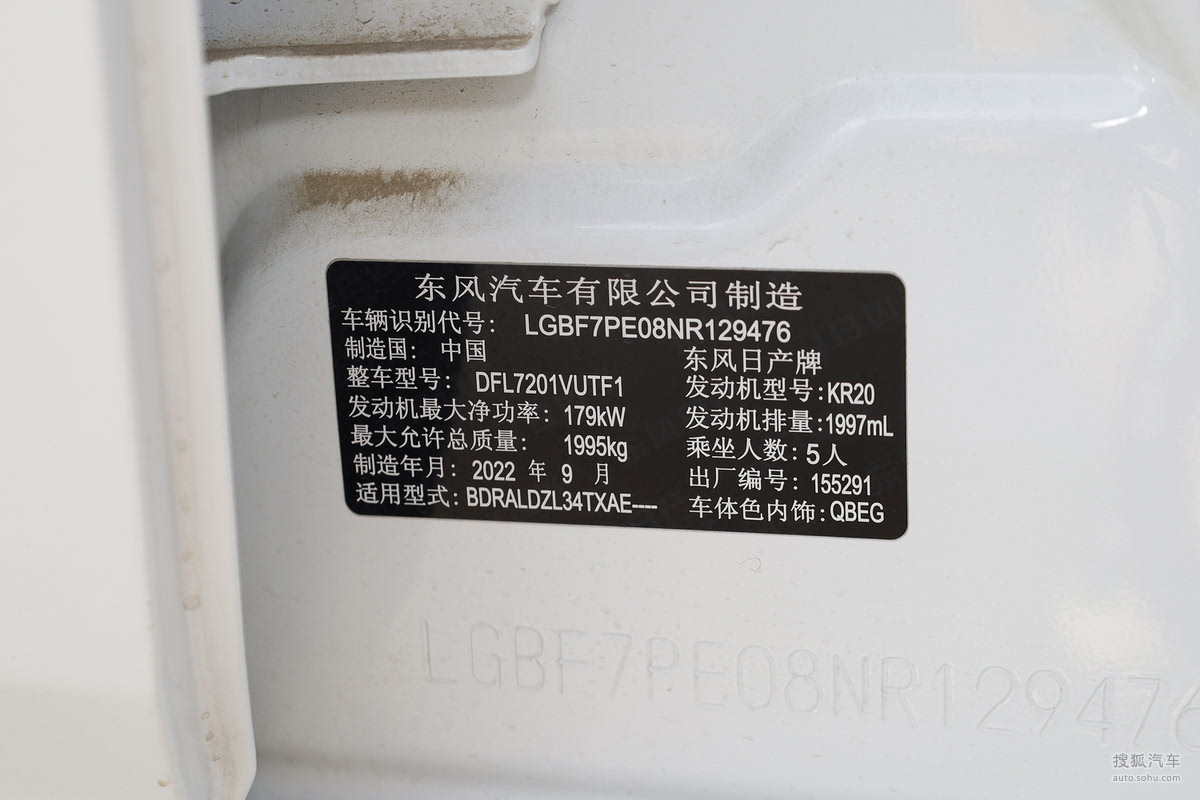 东风汽车有限公司制造
车辆识别代号： LGBF7PE08NR129476
制造国： 中国 东风日产牌
整车型号： DFL7201VUTF1 发动机型号:KR20
发动机最大净功率: 179kW 发动机排量:1997mL
最大允许总质量: 1995kg 乘坐人数: 5人
制造年月: 2022 年 9 月 出厂编号: 155291
适用型式: BDRALDZL34TXAE---- 车体色内饰:QBEG
LGBF7PE08NR129476
搜狐汽车
auto.sohu.com